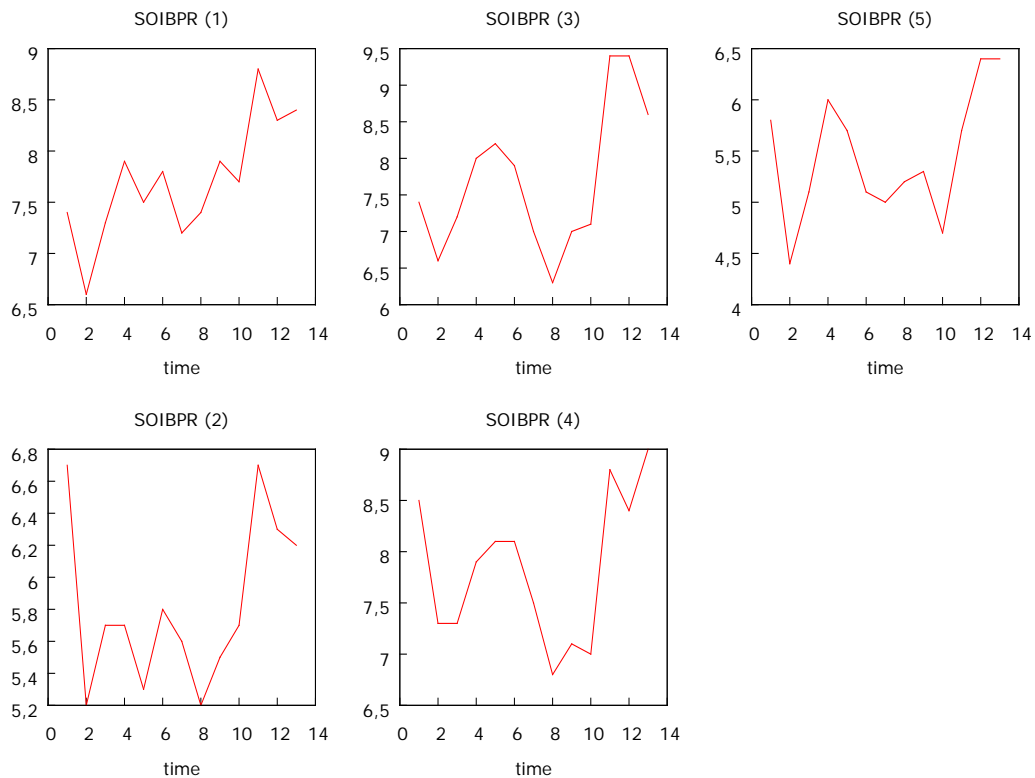 SOIBPR (1)
9
8,5
8
7,5
7
6,5
0 2 4 6 8 10 12 14
time
SOIBPR (3)
9,5
9
8,5
8
7,5
7
6,5
6
0 2 4 6 8 10 12 14
time
SOIBPR (5)
6,5
6
5,5
5
4,5
4
0 2 4 6 8 10 12 14
time
SOIBPR (2)
6,8
6,6
6,4
6,2
6
5,8
5,6
5,4
5,2
0 2 4 6 8 10 12 14
time
SOIBPR (4)
9
8,5
8
7,5
7
6,5
0 2 4 6 8 10 12 14
time